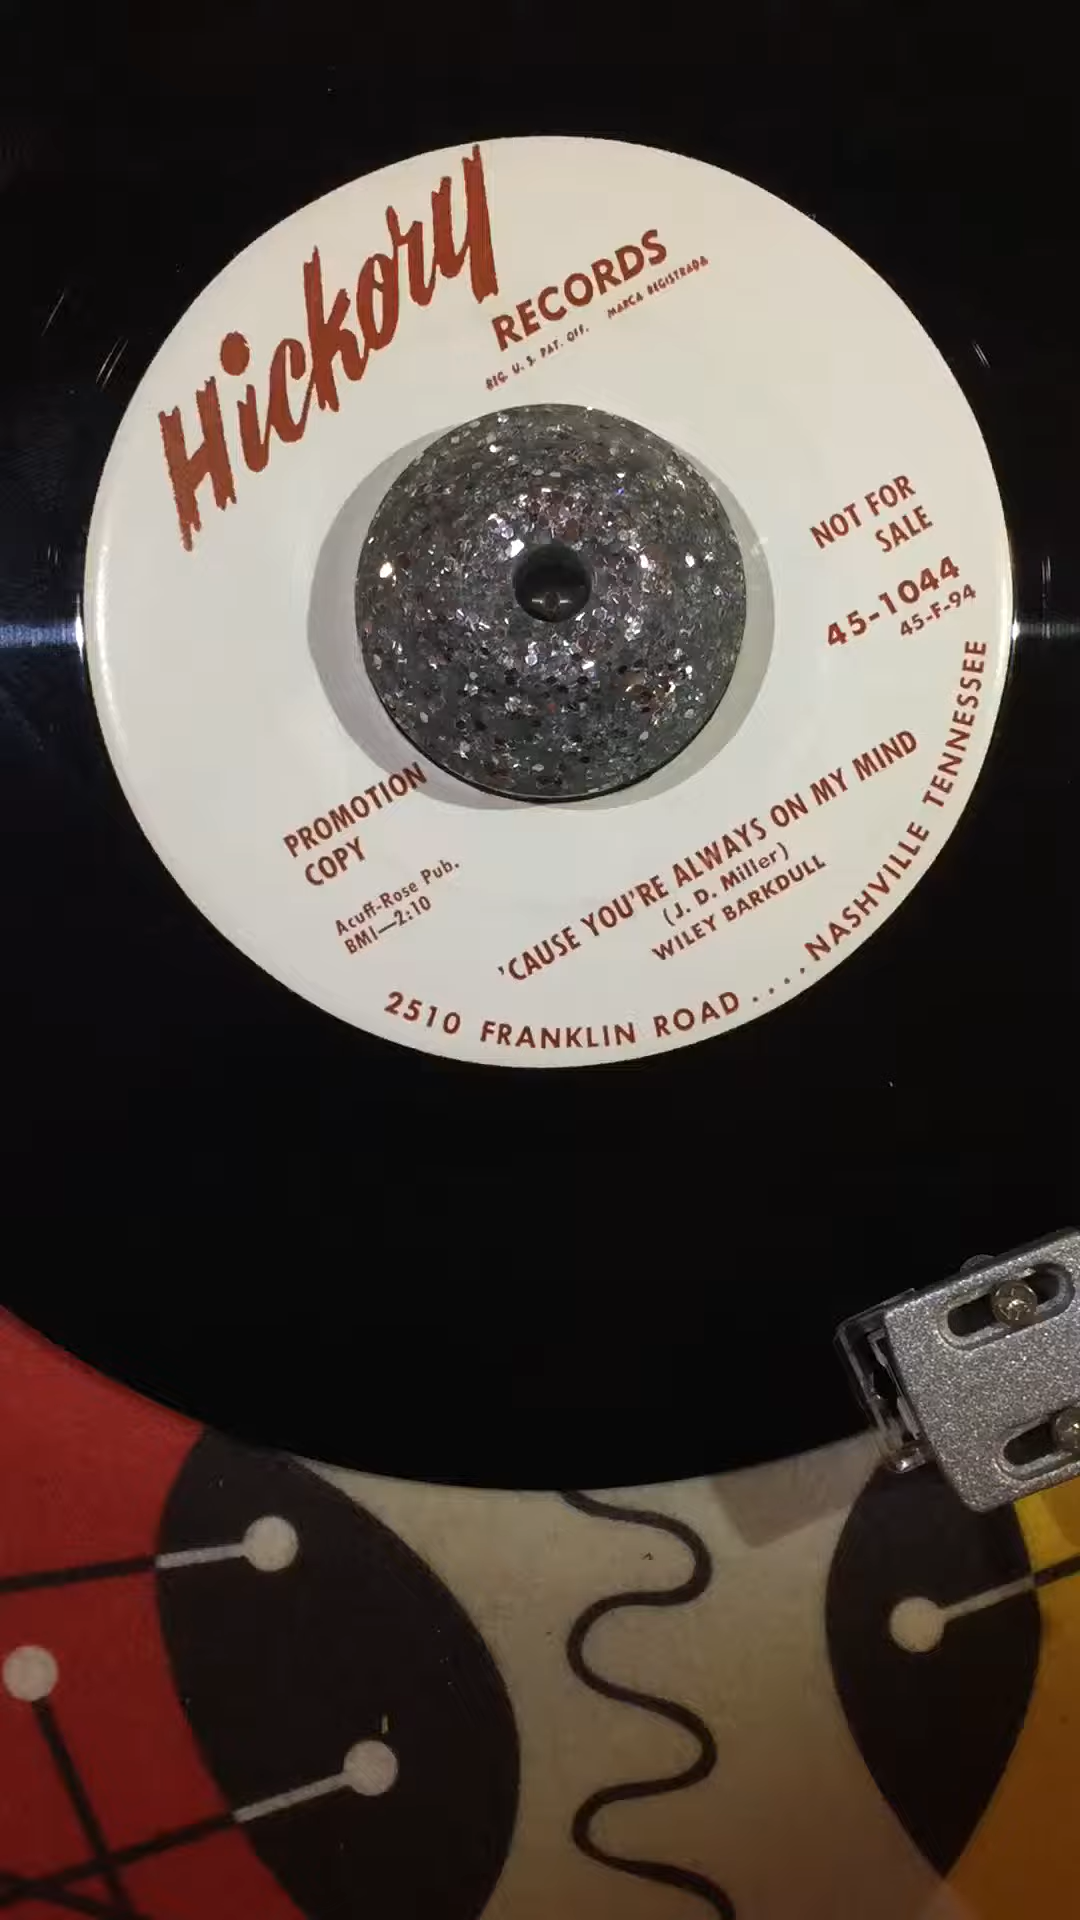 Hickory
RECORDS
REG. U. S. PAT. OFF. MARCA REGISTRADA
NOT FOR
SALE
45-1044
45-F-94
PROMOTION
COPY
Acuff-Rose Pub.
BMI—2:10
'CAUSE YOU'RE ALWAYS ON MY MIND
(J. D. Miller)
WILEY BARKDULL
2510 FRANKLIN ROAD .... NASHVILLE TENNESSEE